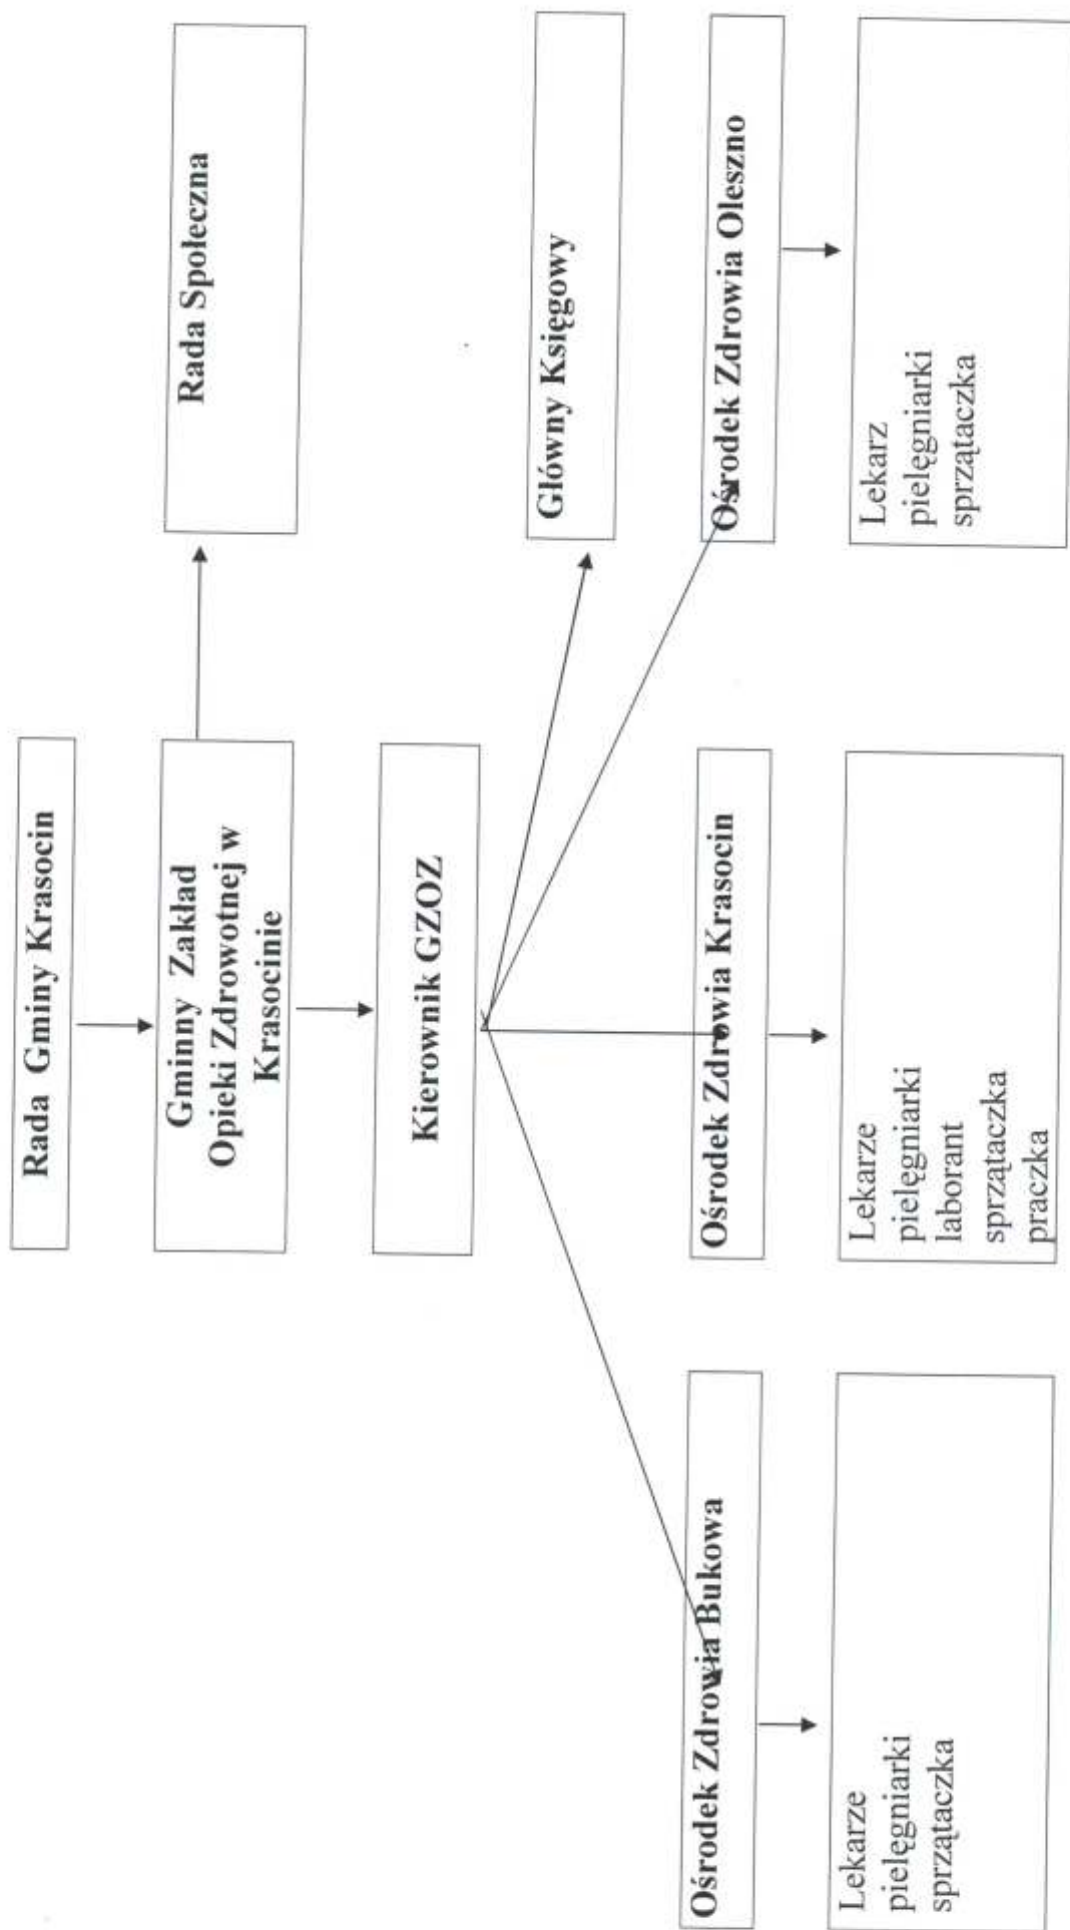 Rada Gminy Krasocin
Gminny Zakład
Opieki Zdrowotnej w
Krasocinie
Rada Społeczna
Kierownik GZOZ
Główny Księgowy
Ośrodek Zdrowia Bukowa
Ośrodek Zdrowia Krasocin
Ośrodek Zdrowia Oleszno
Lekarze
pielęgniarki
sprzątaczka
Lekarze
pielęgniarki
laborant
sprzątaczka
praczka
Lekarz
pielęgniarki
sprzątaczka